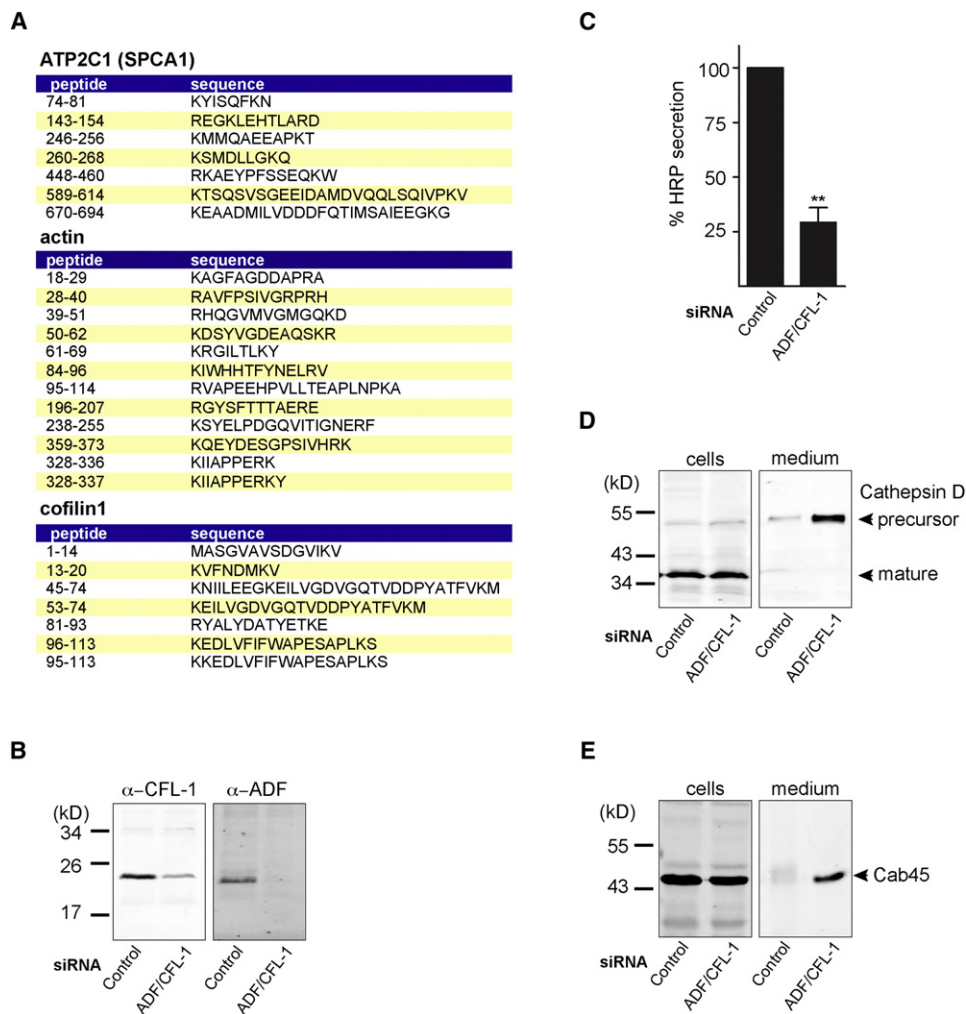 A
ATP2C1 (SPCA1)
peptide sequence
74-81 KYISQFKN
143-154 REGKLEHTLARD
246-256 KMMQAEEAPKT
260-268 KSMDLLGKQ
448-460 RKAEYPFSSEQKW
589-614 KTSQSVSGEEIDAMDVQQLSQIVPKV
670-694 KEAADMILVDDDFQTIMSAIEEGKG
actin
peptide sequence
18-29 KAGFAGDDAPRA
28-40 RAVFPSIVGRPRH
39-51 RHQGVMVGMGQKD
50-62 KDSYVGDEAQSKR
61-69 KRGILTLKY
84-96 KIWHHTFYNELRV
95-114 RVAPEEHPVLLTEAPLNPKA
196-207 RGYSFTTTAERE
238-255 KSYELPDGQVITIGNERF
359-373 KQEYDESGPSIVHRK
328-336 KIIAPPERK
328-337 KIIAPPERKY
cofilin1
peptide sequence
1-14 MASGVAVSDGVIKV
13-20 KVFNDMKV
45-74 KNIILEEGKEILVGDVGQTVDDPYATFVKM
53-74 KEILVGDVGQTVDDPYATFVKM
81-93 RYALYDATYETKE
96-113 KEDLVFIFWAPESAPLKS
95-113 KKEDLVFIFWAPESAPLKS
B
α-CFL-1 α-ADF
(kD)
34
26
17
siRNA Control ADF/CFL-1 Control ADF/CFL-1
C
% HRP secretion
100
75
50
25
**
siRNA Control ADF/CFL-1
D
cells medium
(kD)
55
43
34
Cathepsin D
precursor
mature
siRNA Control ADF/CFL-1 Control ADF/CFL-1
E
cells medium
(kD)
55
43
Cab45
siRNA Control ADF/CFL-1 Control ADF/CFL-1